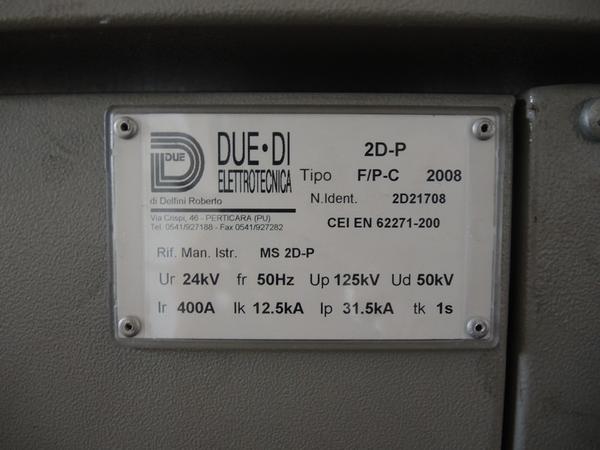 DUE
DUE•DI
ELETTROTECNICA
di Delfini Roberto
Via Crispi, 46 - PERTICARA (PU)
Tel. 0541/927188 - Fax 0541/927282
2D-P
Tipo F/P-C 2008
N.Ident. 2D21708
CEI EN 62271-200
Rif. Man. Istr. MS 2D-P
Ur 24kV fr 50Hz Up 125kV Ud 50kV
Ir 400A Ik 12.5kA Ip 31.5kA tk 1s